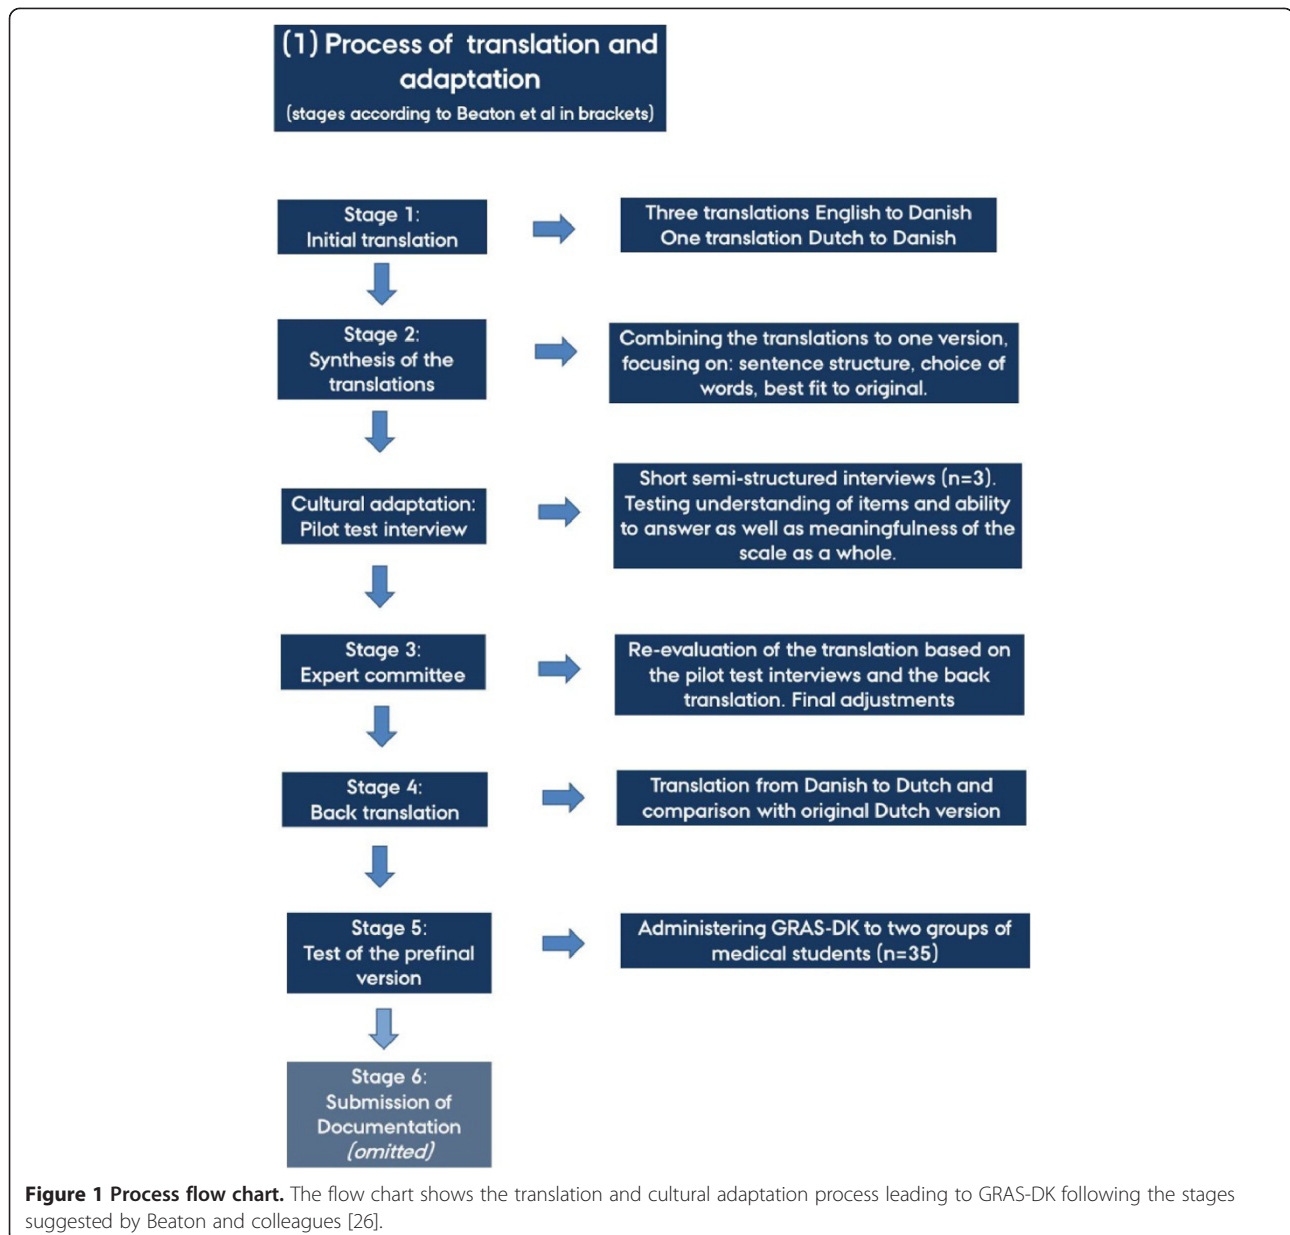 (1) Process of translation and
adaptation
(stages according to Beaton et al in brackets)
Stage 1:
Initial translation
Three translations English to Danish
One translation Dutch to Danish
Stage 2:
Synthesis of the
translations
Combining the translations to one version,
focusing on: sentence structure, choice of
words, best fit to original.
Cultural adaptation:
Pilot test interview
Short semi-structured interviews (n=3).
Testing understanding of items and ability
to answer as well as meaningfulness of the
scale as a whole.
Stage 3:
Expert committee
Re-evaluation of the translation based on
the pilot test interviews and the back
translation. Final adjustments
Stage 4:
Back translation
Translation from Danish to Dutch and
comparison with original Dutch version
Stage 5:
Test of the prefinal
version
Administering GRAS-DK to two groups of
medical students (n=35)
Stage 6:
Submission of
Documentation
(omitted)
Figure 1 Process flow chart. The flow chart shows the translation and cultural adaptation process leading to GRAS-DK following the stages
suggested by Beaton and colleagues [26].